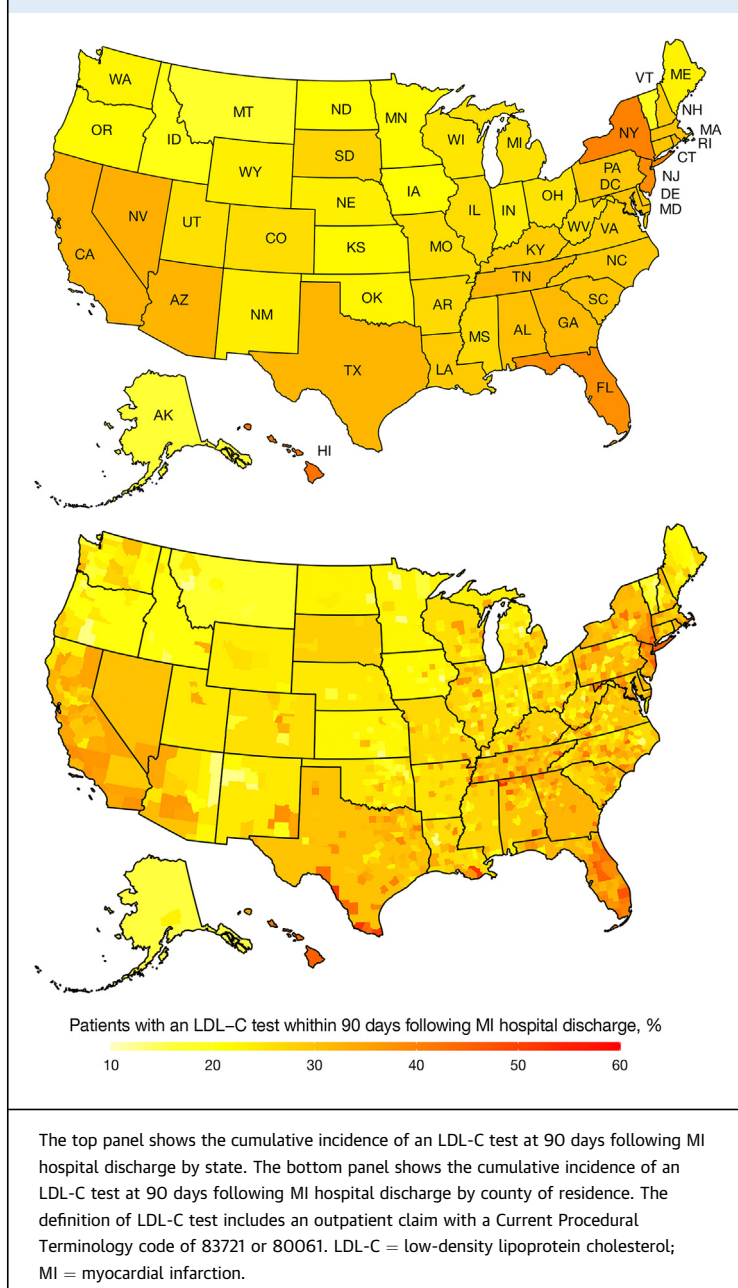 WA
MT
ND
MN
VT
ME
OR
ID
SD
WI
MI
NY
NH
MA
RI
CT
WY
IA
PA
NJ
NV
UT
NE
IL
IN
OH
DC
DE
MD
CA
CO
KS
MO
KY
WV
VA
AZ
NM
OK
AR
TN
NC
TX
LA
MS
AL
GA
SC
FL
AK
HI
Patients with an LDL–C test whithin 90 days following MI hospital discharge, %
10 20 30 40 50 60
The top panel shows the cumulative incidence of an LDL-C test at 90 days following MI
hospital discharge by state. The bottom panel shows the cumulative incidence of an
LDL-C test at 90 days following MI hospital discharge by county of residence. The
definition of LDL-C test includes an outpatient claim with a Current Procedural
Terminology code of 83721 or 80061. LDL-C = low-density lipoprotein cholesterol;
MI = myocardial infarction.